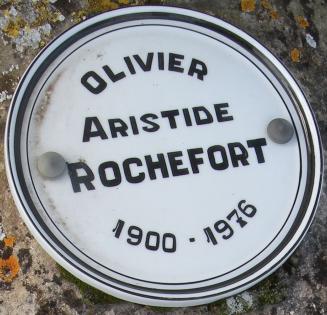 OLIVIER
ARISTIDE
ROCHEFORT
1900 - 1976